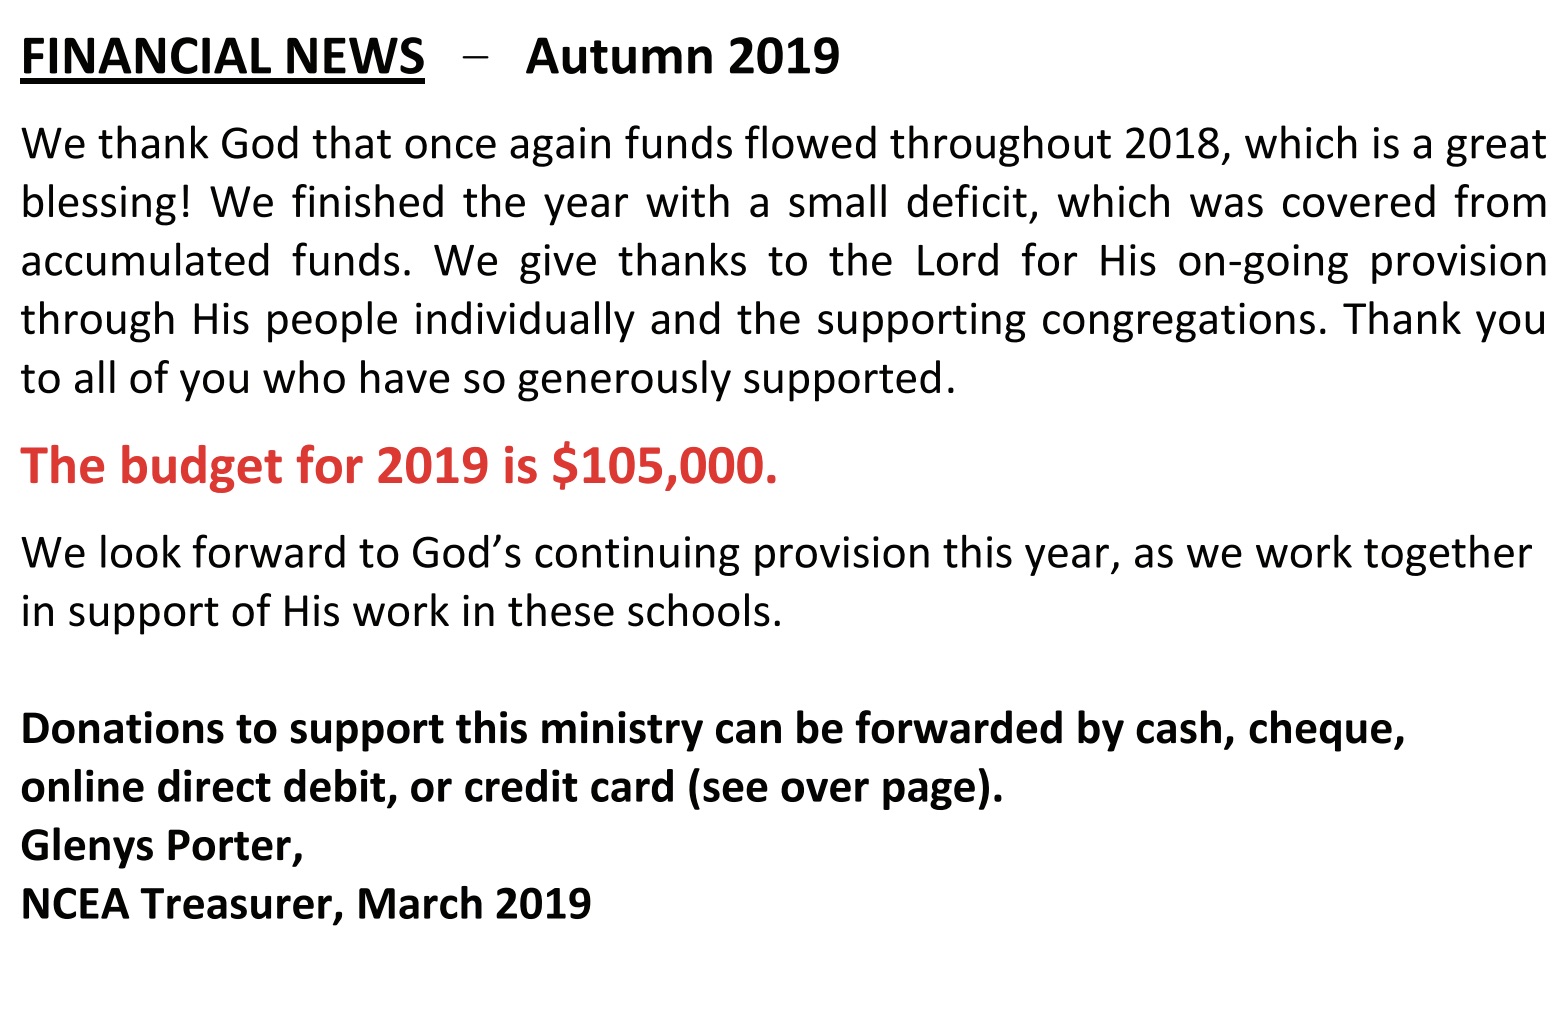 FINANCIAL NEWS – Autumn 2019
We thank God that once again funds flowed throughout 2018, which is a great
blessing! We finished the year with a small deficit, which was covered from
accumulated funds. We give thanks to the Lord for His on-going provision
through His people individually and the supporting congregations. Thank you
to all of you who have so generously supported.
The budget for 2019 is $105,000.
We look forward to God’s continuing provision this year, as we work together
in support of His work in these schools.
Donations to support this ministry can be forwarded by cash, cheque,
online direct debit, or credit card (see over page).
Glenys Porter,
NCEA Treasurer, March 2019